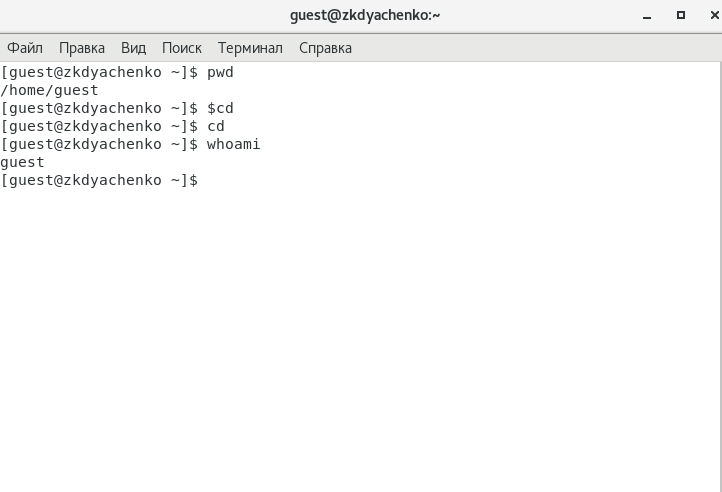 guest@zkdyachenko:~
Файл Правка Вид Поиск Терминал Справка
[guest@zkdyachenko ~]$ pwd
/home/guest
[guest@zkdyachenko ~]$ $cd
[guest@zkdyachenko ~]$ cd
[guest@zkdyachenko ~]$ whoami
guest
[guest@zkdyachenko ~]$